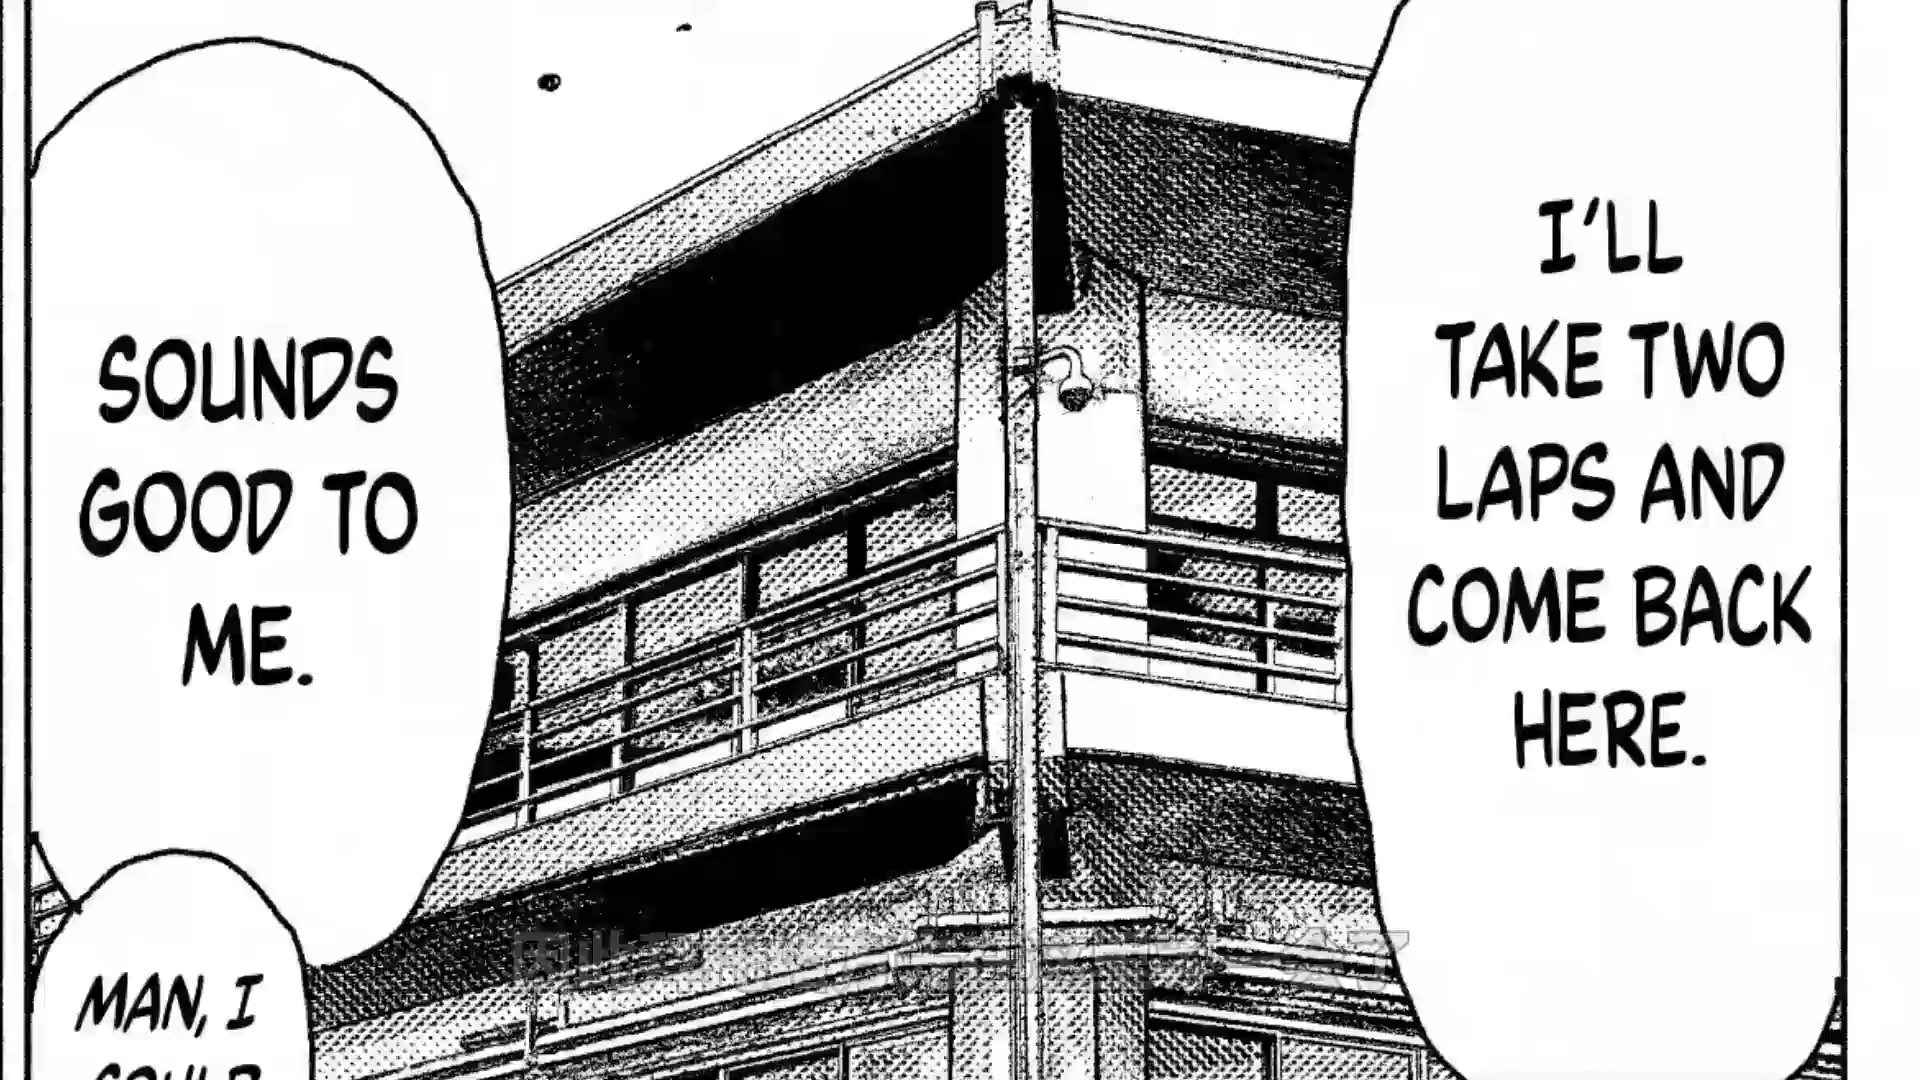 I'LL
TAKE TWO
LAPS AND
COME BACK
HERE.
SOUNDS
GOOD TO
ME.
MAN, I